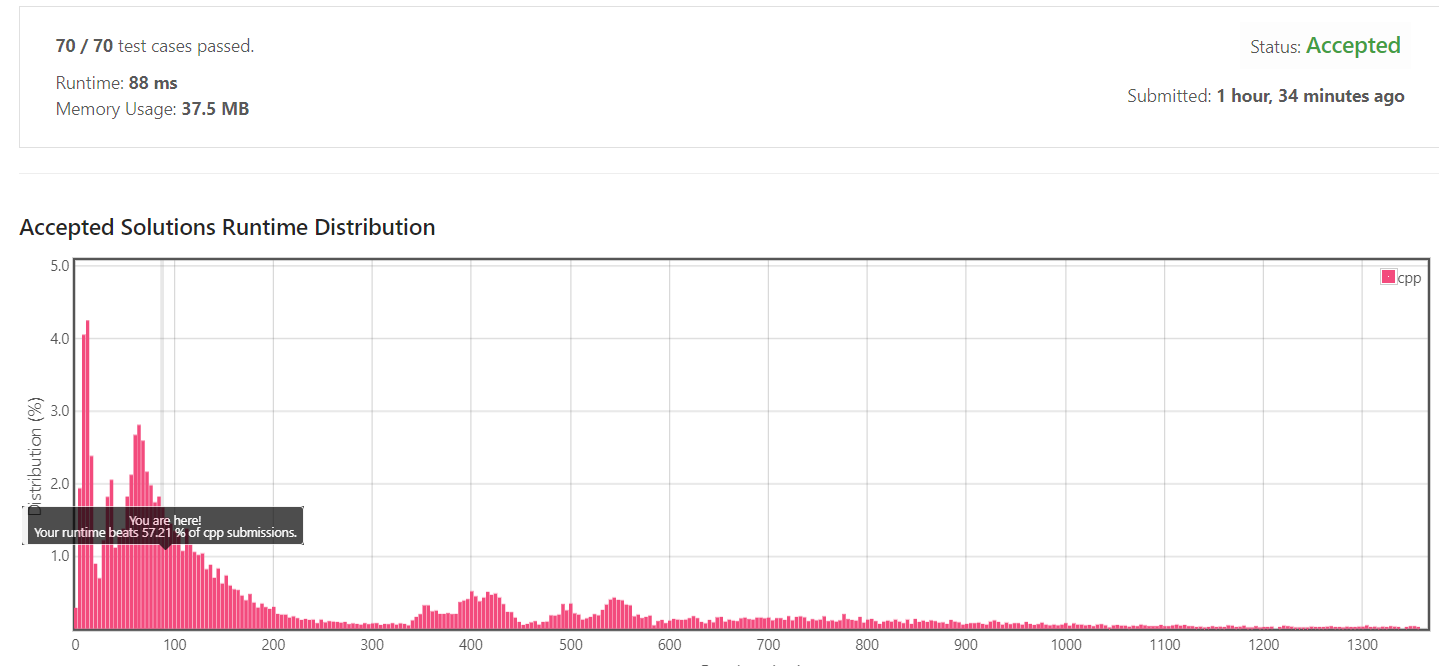 70 / 70 test cases passed.
Status: Accepted
Runtime: 88 ms
Memory Usage: 37.5 MB
Submitted: 1 hour, 34 minutes ago
Accepted Solutions Runtime Distribution
5.0
4.0
3.0
2.0
1.0
Distribution (%)
cpp
You are here!
Your runtime beats 57.21 % of cpp submissions.
0 100 200 300 400 500 600 700 800 900 1000 1100 1200 1300